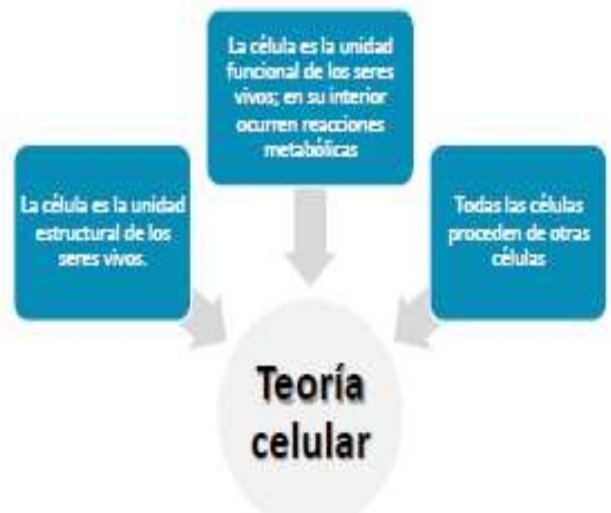 La célula es la unidad
funcional de los seres
vivos; en su interior
ocurren reacciones
metabólicas
La célula es la unidad
estructural de los
seres vivos.
Todas las células
proceden de otras
células
Teoría
celular